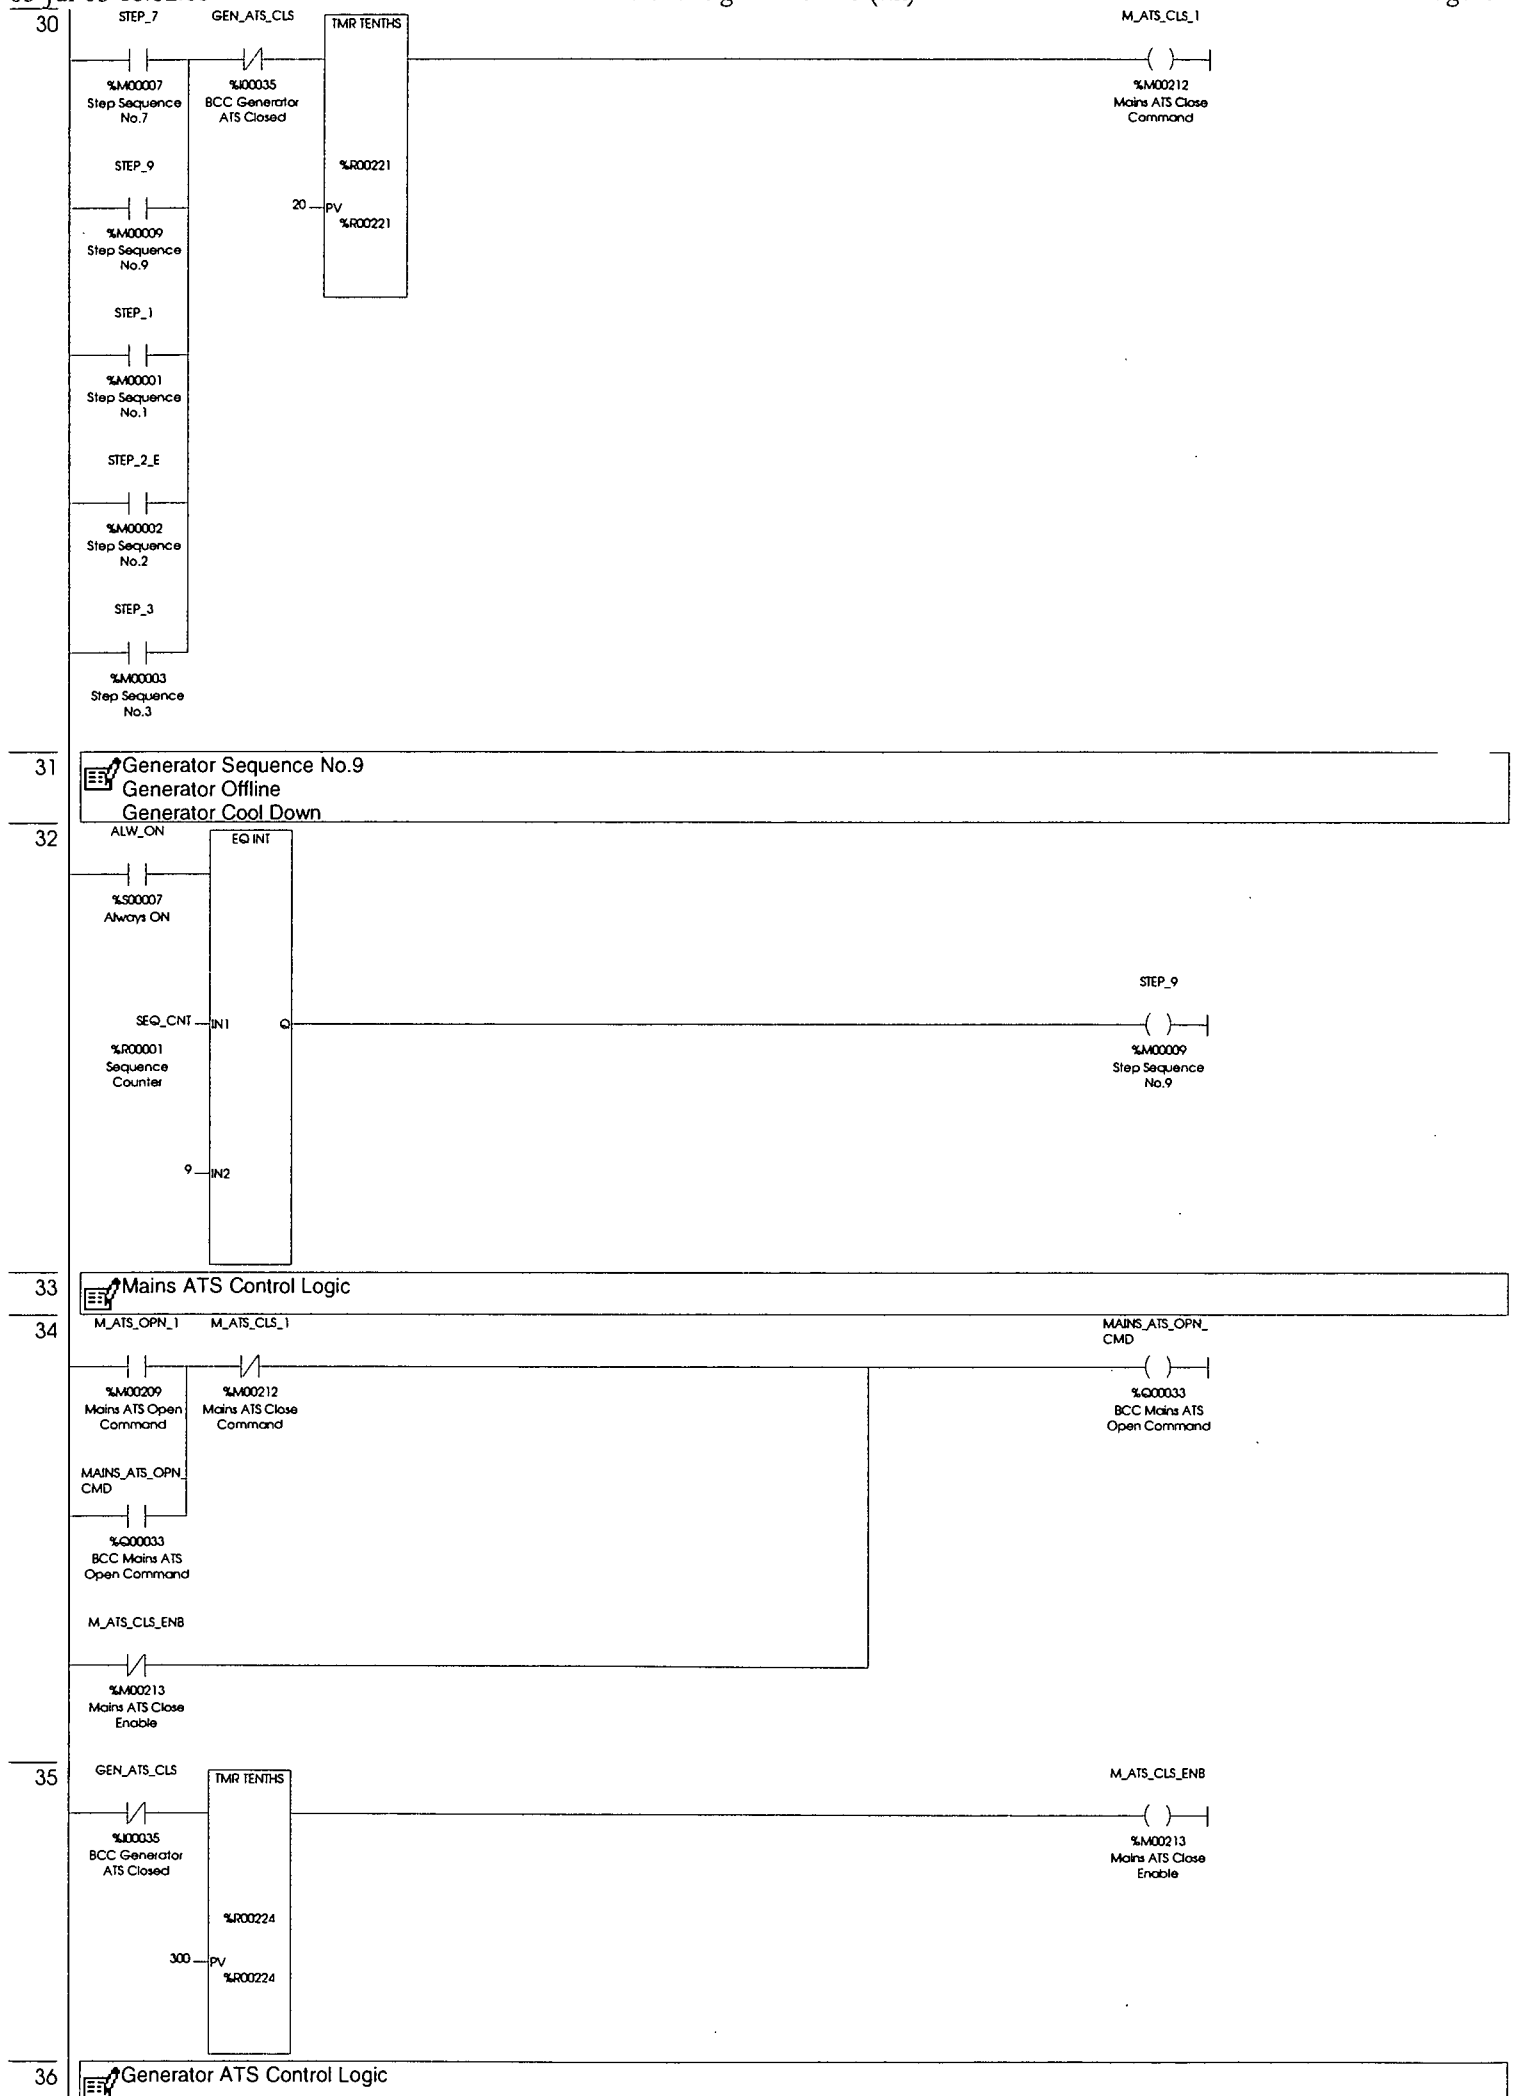 30
STEP_7 GEN_ATS_CLS TMR TENTHS M_ATS_CLS_1
%M00007 %I00035 %M00212
Step Sequence BCC Generator Mains ATS Close
No.7 ATS Closed Command
STEP_9 %R00221
20 PV
%R00221
%M00009
Step Sequence
No.9
STEP_1
%M00001
Step Sequence
No.1
STEP_2_E
%M00002
Step Sequence
No.2
STEP_3
%M00003
Step Sequence
No.3
31 Generator Sequence No.9
Generator Offline
Generator Cool Down
32 ALW_ON EQ INT
%S00007
Always ON
STEP_9
SEQ_CNT IN1 Q
%R00001 %M00009
Sequence Step Sequence
Counter No.9
9 IN2
33 Mains ATS Control Logic
34 M_ATS_OPN_1 M_ATS_CLS_1 MAINS_ATS_OPN_
CMD
%M00209 %M00212 %Q00033
Mains ATS Open Mains ATS Close BCC Mains ATS
Command Command Open Command
MAINS_ATS_OPN_
CMD
%Q00033
BCC Mains ATS
Open Command
M_ATS_CLS_ENB
%M00213
Mains ATS Close
Enable
35 GEN_ATS_CLS TMR TENTHS M_ATS_CLS_ENB
%I00035 %M00213
BCC Generator Mains ATS Close
ATS Closed Enable
%R00224
300 PV
%R00224
36 Generator ATS Control Logic